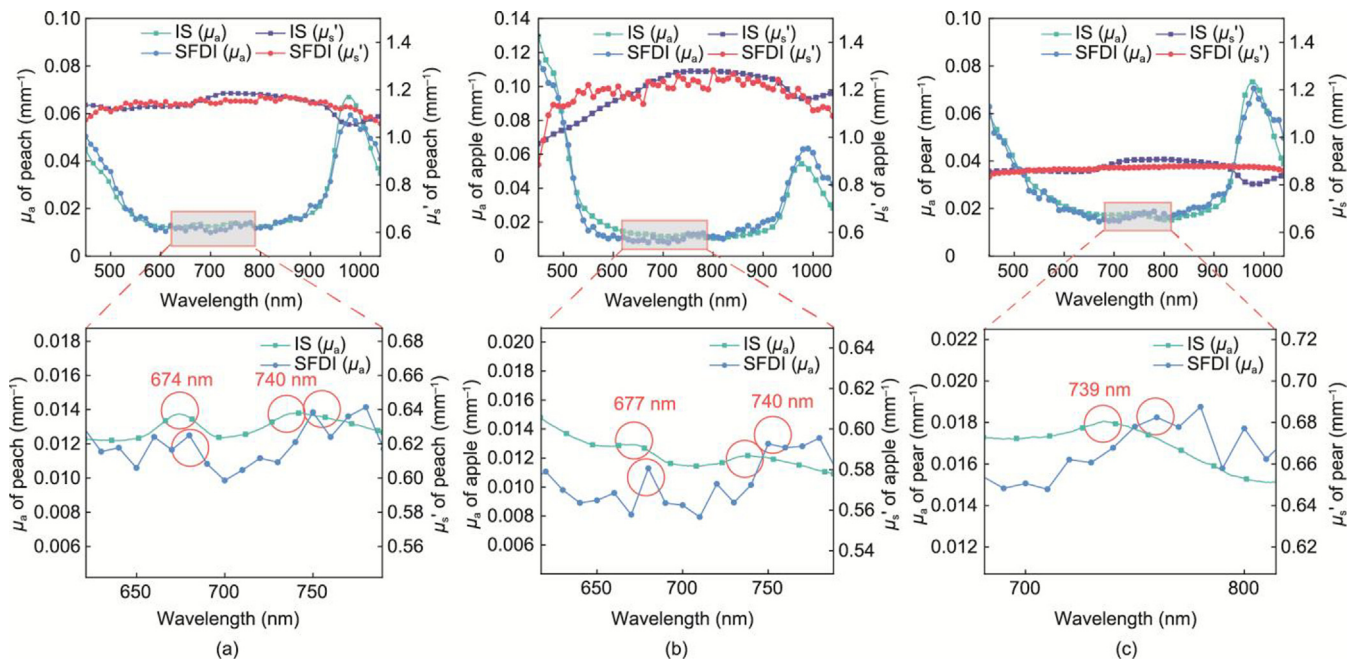 IS (μa) IS (μs')
SFDI (μa) SFDI (μs')
μa of peach (mm⁻¹)
0.10
0.08
0.06
0.04
0.02
0
1.4
1.2
1.0
0.8
0.6
μs' of peach (mm⁻¹)
500 600 700 800 900 1000
Wavelength (nm)
IS (μa) IS (μs')
SFDI (μa) SFDI (μs')
μa of apple (mm⁻¹)
0.14
0.12
0.10
0.08
0.06
0.04
0.02
0
1.4
1.2
1.0
0.8
0.6
μs' of apple (mm⁻¹)
500 600 700 800 900 1000
Wavelength (nm)
IS (μa) IS (μs')
SFDI (μa) SFDI (μs')
μa of pear (mm⁻¹)
0.10
0.08
0.06
0.04
0.02
0
1.4
1.2
1.0
0.8
0.6
μs' of pear (mm⁻¹)
500 600 700 800 900 1000
Wavelength (nm)
IS (μa)
SFDI (μa)
674 nm 740 nm
μa of peach (mm⁻¹)
0.018
0.016
0.014
0.012
0.010
0.008
0.006
0.68
0.66
0.64
0.62
0.60
0.58
0.56
μs' of peach (mm⁻¹)
650 700 750
Wavelength (nm)
(a)
IS (μa)
SFDI (μa)
677 nm 740 nm
μa of apple (mm⁻¹)
0.020
0.018
0.016
0.014
0.012
0.010
0.008
0.006
0.64
0.62
0.60
0.58
0.56
0.54
μs' of apple (mm⁻¹)
650 700 750
Wavelength (nm)
(b)
IS (μa)
SFDI (μa)
739 nm
μa of pear (mm⁻¹)
0.022
0.020
0.018
0.016
0.014
0.012
0.72
0.70
0.68
0.66
0.64
0.62
μs' of pear (mm⁻¹)
700 800
Wavelength (nm)
(c)